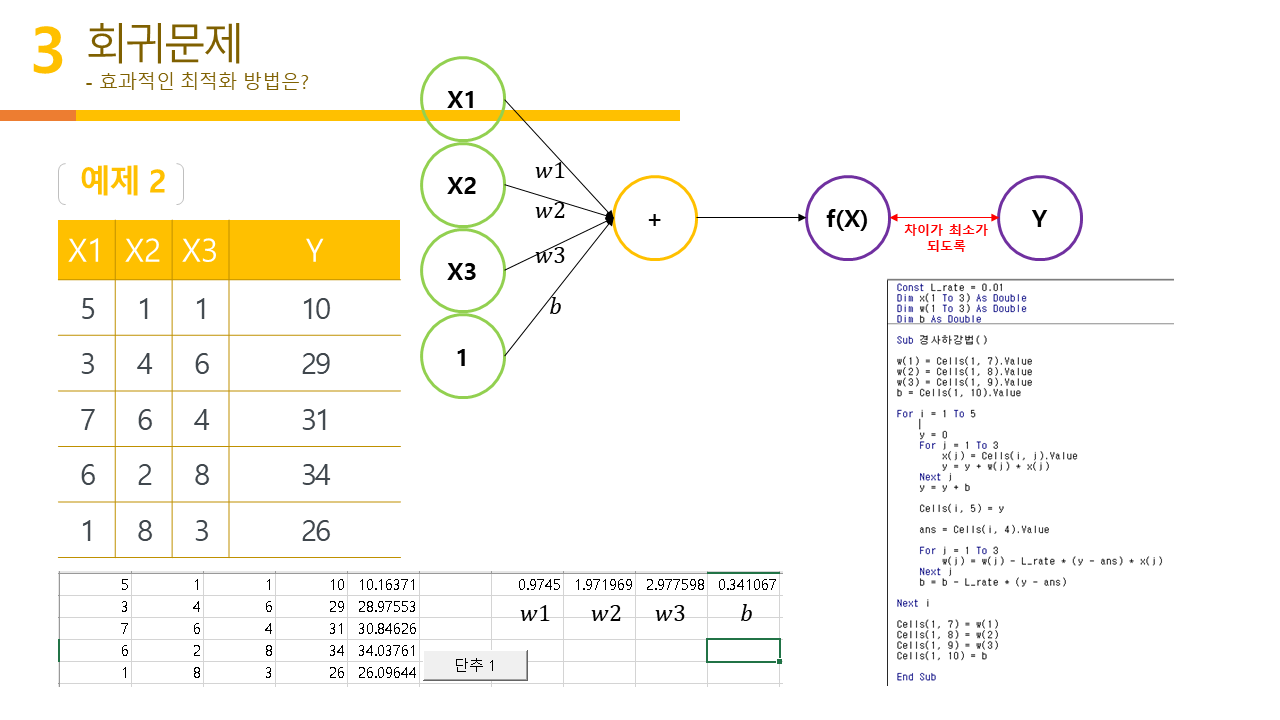 3 회귀문제
- 효과적인 최적화 방법은?
예제 2
X1 X2 X3 Y
5 1 1 10
3 4 6 29
7 6 4 31
6 2 8 34
1 8 3 26
X1
X2
X3
1
w1
w2
w3
b
+
f(X)
차이가 최소가
되도록
Y
Const L_rate = 0.01
Dim x(1 To 3) As Double
Dim w(1 To 3) As Double
Dim b As Double
Sub 경사하강법()
w(1) = Cells(1, 7).Value
w(2) = Cells(1, 8).Value
w(3) = Cells(1, 9).Value
b = Cells(1, 10).Value
For i = 1 To 5
y = 0
For j = 1 To 3
x(j) = Cells(i, j).Value
y = y + w(j) * x(j)
Next j
y = y + b
Cells(i, 5) = y
ans = Cells(i, 4).Value
For j = 1 To 3
w(j) = w(j) - L_rate * (y - ans) * x(j)
Next j
b = b - L_rate * (y - ans)
Next i
Cells(1, 7) = w(1)
Cells(1, 8) = w(2)
Cells(1, 9) = w(3)
Cells(1, 10) = b
End Sub
5 1 1 10 10.16371 0.9745 1.971969 2.977598 0.341067
3 4 6 29 28.97553 w1 w2 w3 b
7 6 4 31 30.84626
6 2 8 34 34.03761
1 8 3 26 26.09644
단추 1